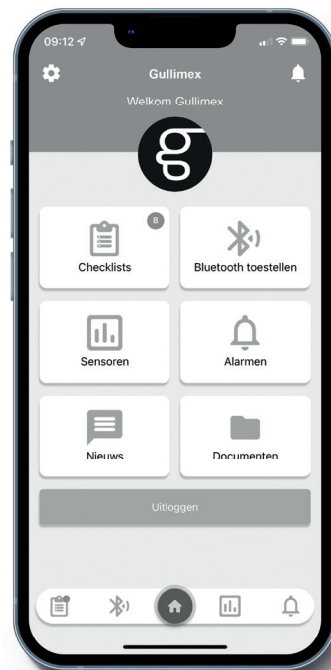 09:12
Gullimex
Welkom Gullimex
g
8
Checklists
Bluetooth toestellen
Sensoren
Alarmen
Nieuws
Documenten
Uitloggen